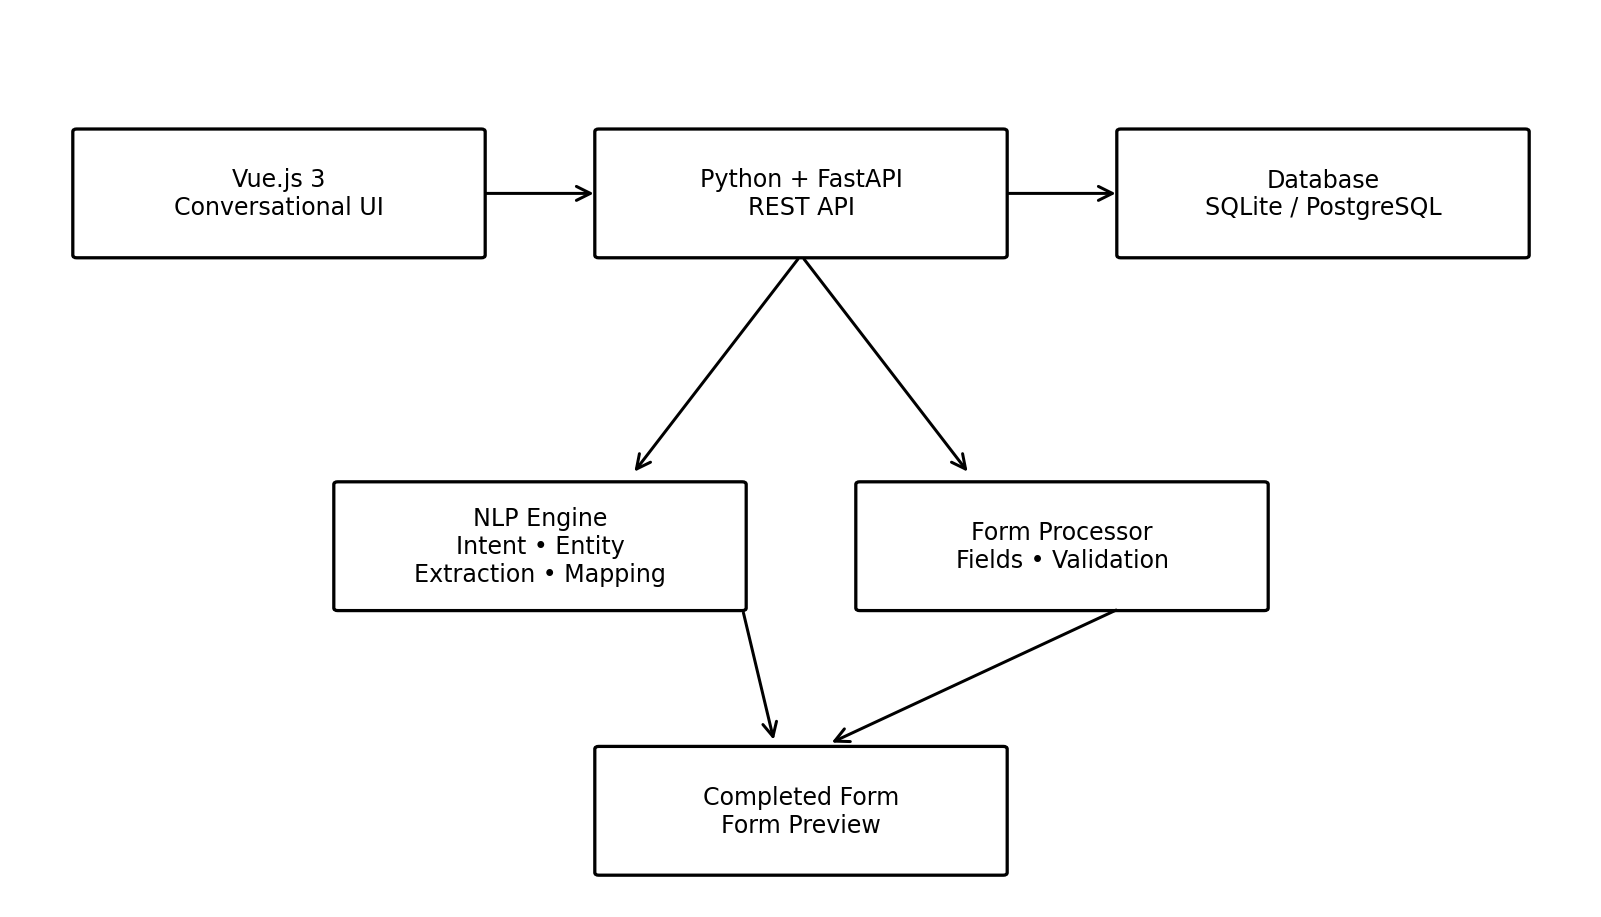 Vue.js 3
Conversational UI
Python + FastAPI
REST API
Database
SQLite / PostgreSQL
NLP Engine
Intent • Entity
Extraction • Mapping
Form Processor
Fields • Validation
Completed Form
Form Preview